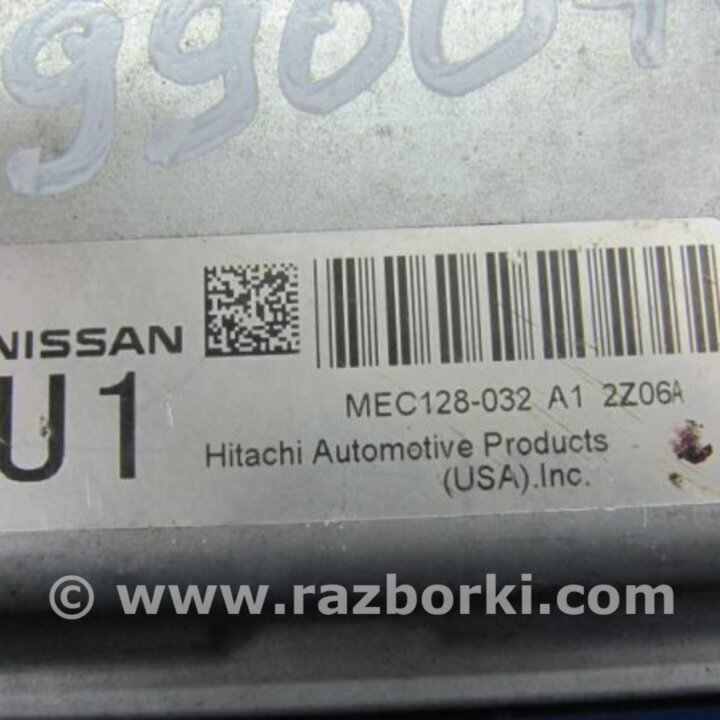 99004
NISSAN
U1
MEC128-032 A1 2Z06A
Hitachi Automotive Products
(USA).Inc.
© www.razborki.com